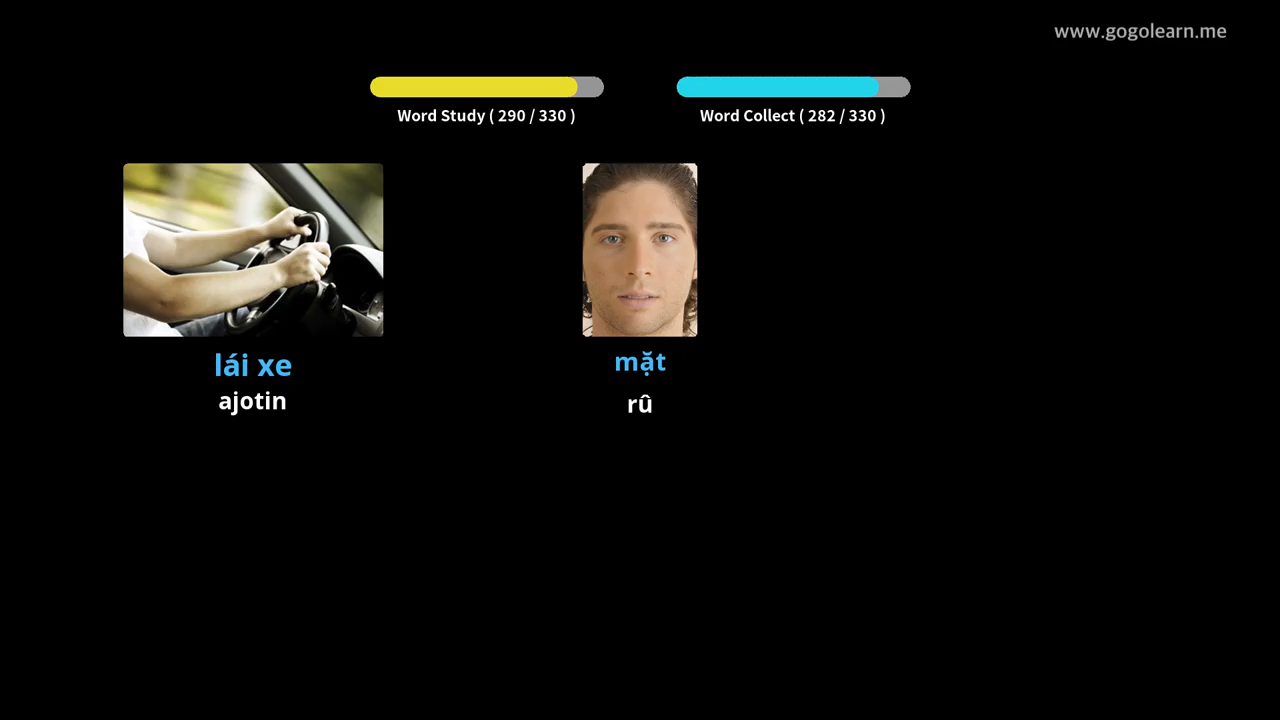 www.gogolearn.me
Word Study ( 290 / 330 )
Word Collect ( 282 / 330 )
lái xe
ajotin
mặt
rû